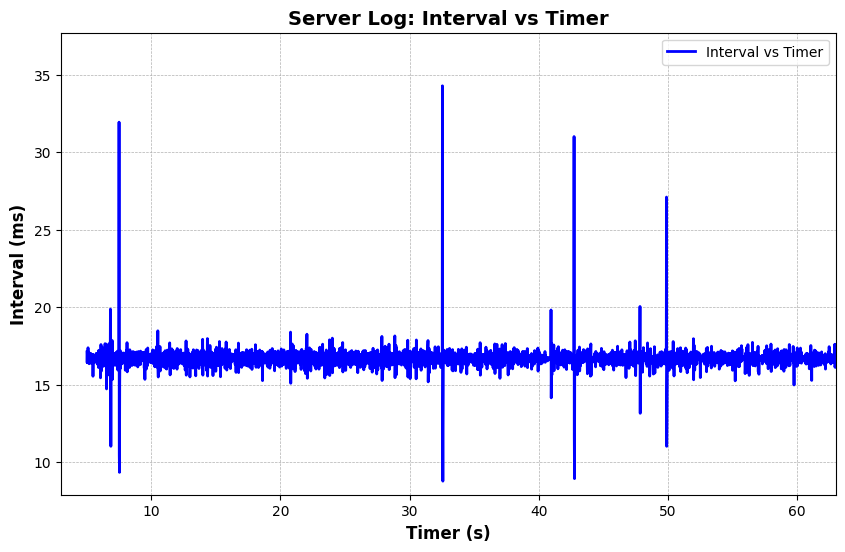 Server Log: Interval vs Timer
Interval vs Timer
Interval (ms)
35
30
25
20
15
10
10 20 30 40 50 60
Timer (s)